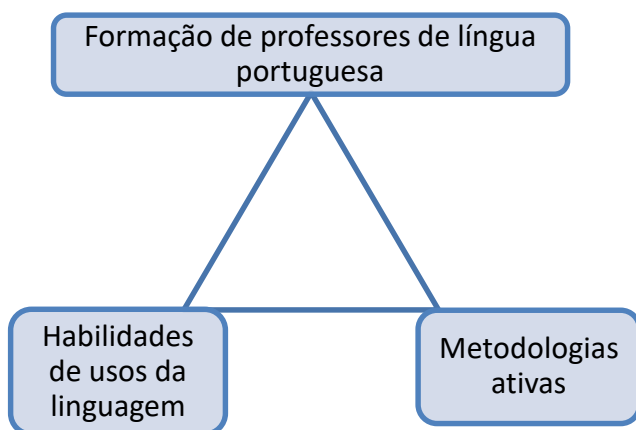 Formação de professores de língua
portuguesa
Habilidades
de usos da
linguagem
Metodologias
ativas